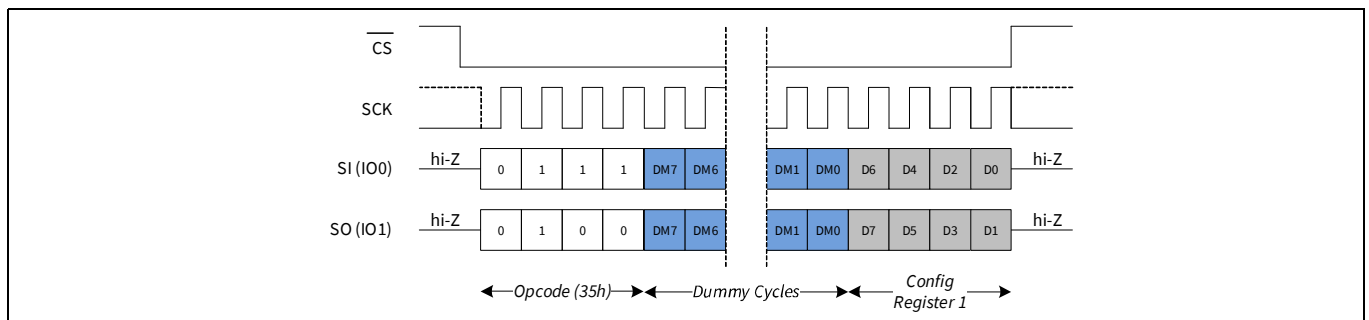 CS
SCK
SI (IO0) hi-Z 0 1 1 1 DM7 DM6 DM1 DM0 D6 D4 D2 D0 hi-Z
SO (IO1) hi-Z 0 1 0 0 DM7 DM6 DM1 DM0 D7 D5 D3 D1 hi-Z
Opcode (35h) Dummy Cycles Config
Register 1